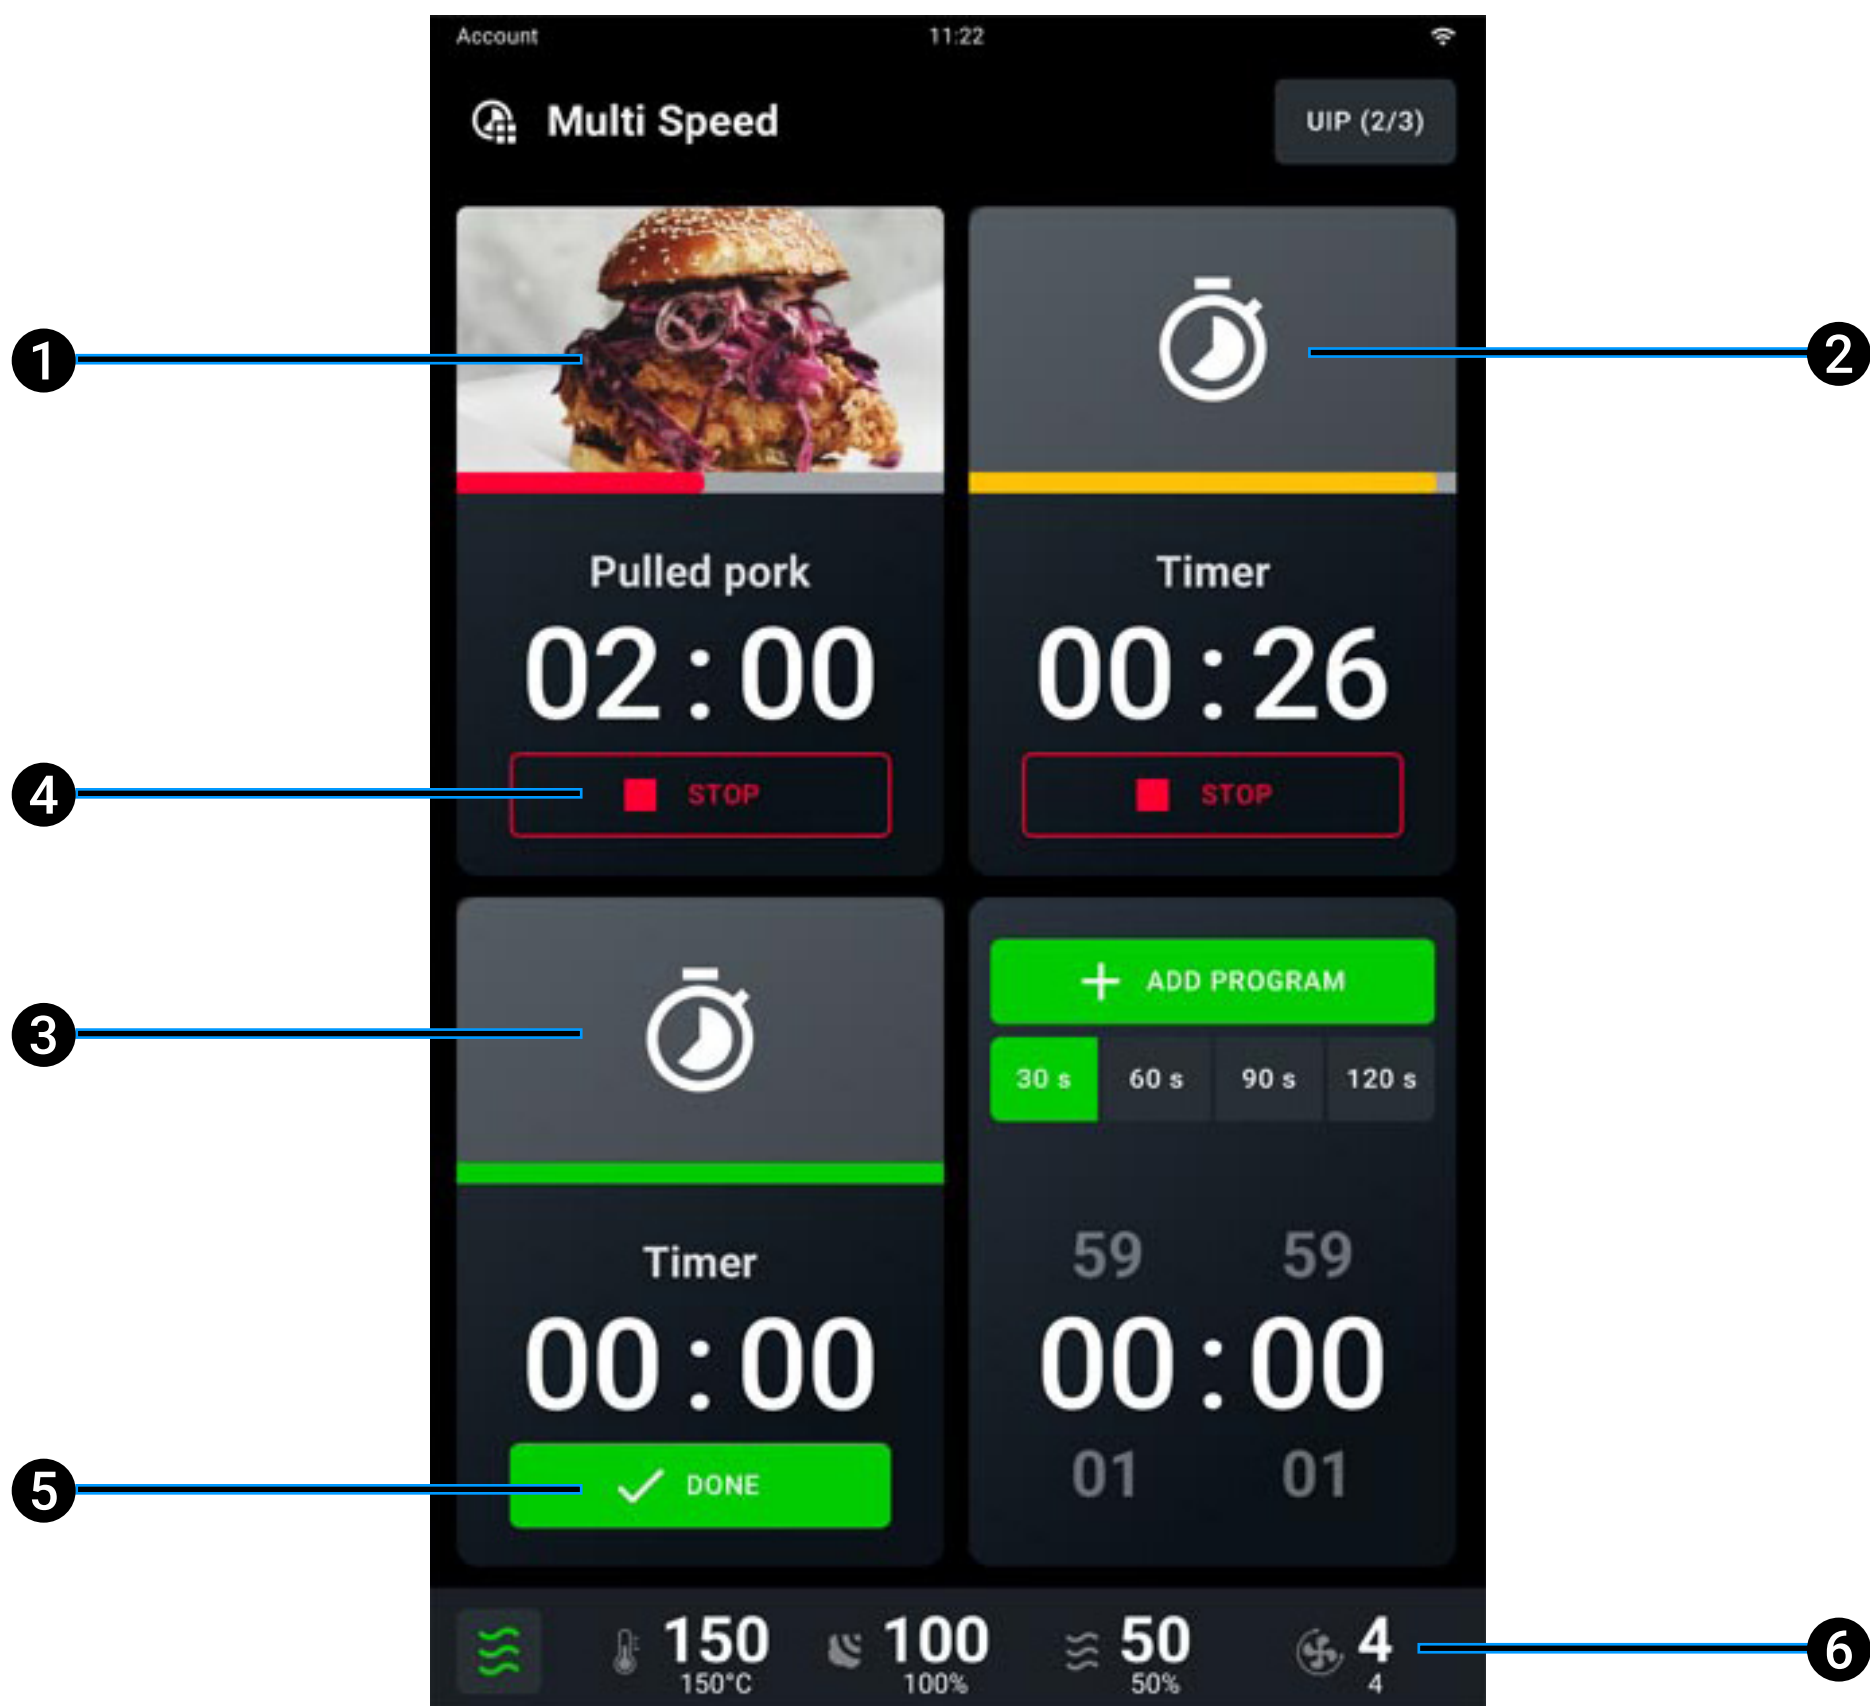 Account 11:22
Multi Speed UIP (2/3)
1
2
Pulled pork
02:00
Timer
00:26
4
STOP
STOP
3
ADD PROGRAM
30 s 60 s 90 s 120 s
Timer
00:00
59 59
00:00
01 01
5
DONE
150 100 50 4
150°C 100% 50% 4
6